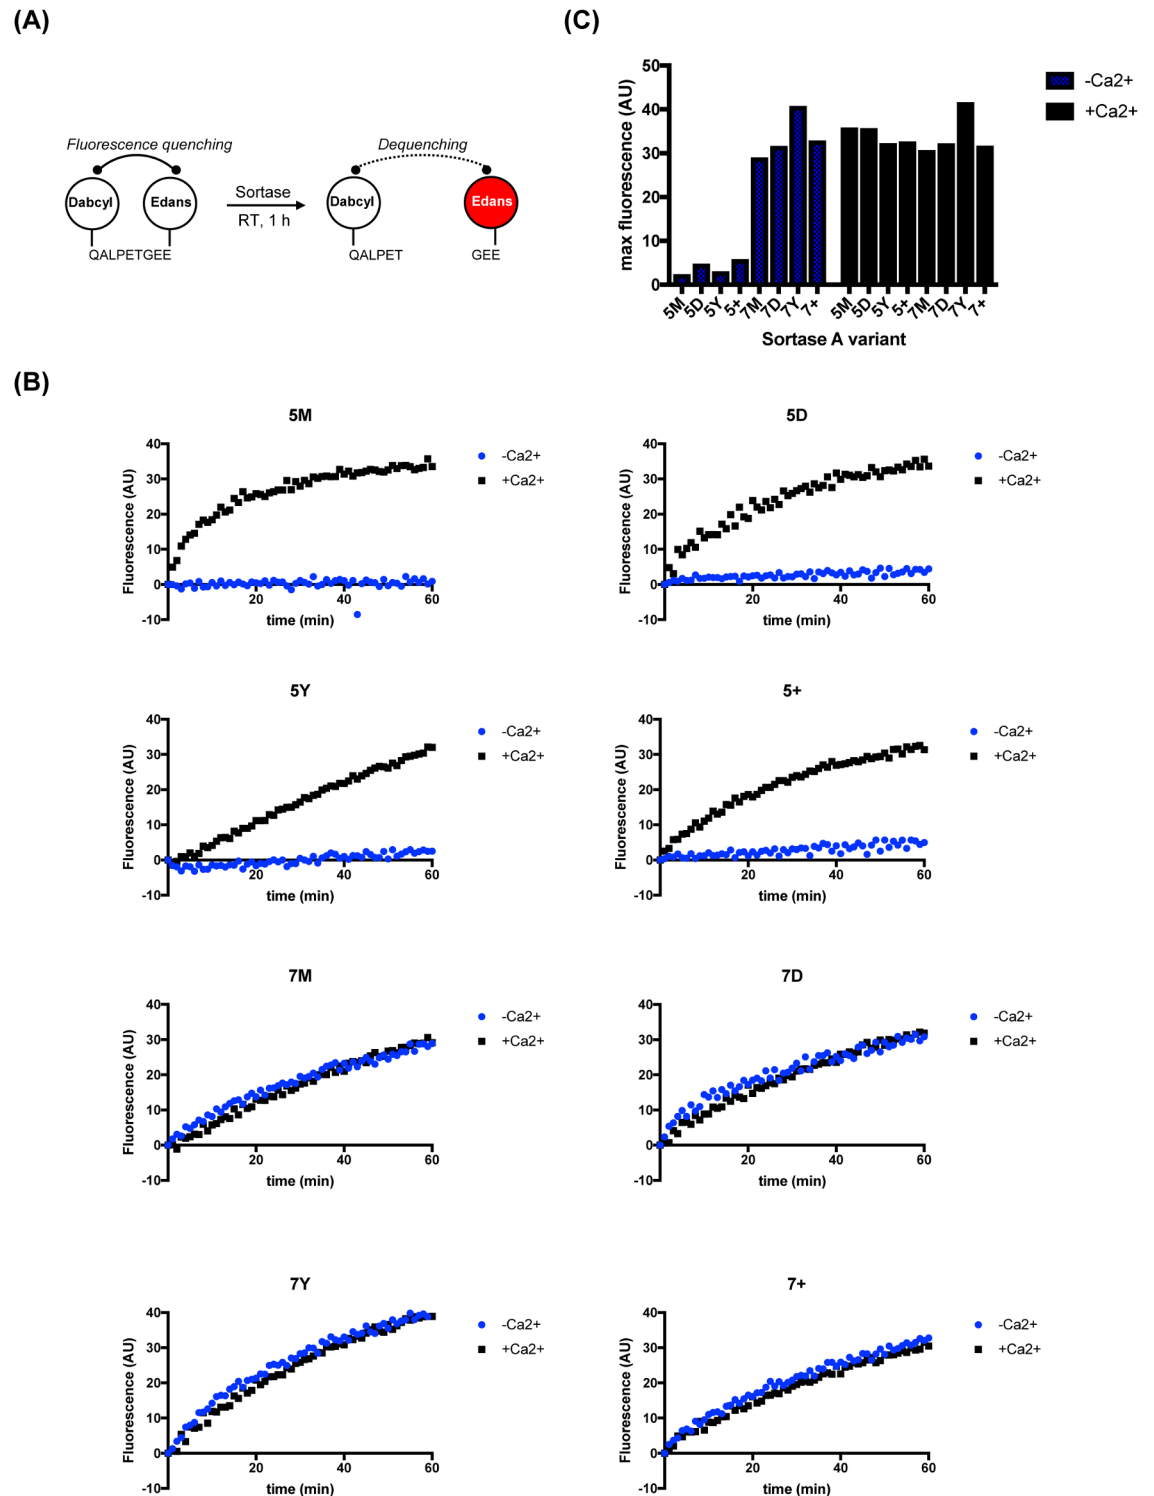 (A)
Fluorescence quenching
Dabcyl
Edans
QALPETGEE
Sortase
RT, 1 h
Dequenching
Dabcyl
Edans
QALPET
GEE
(C)
max fluorescence (AU)
50
40
30
20
10
0
5M 5D 5Y 5+ 7M 7D 7Y 7+ 5M 5D 5Y 5+ 7M 7D 7Y 7+
Sortase A variant
-Ca2+
+Ca2+
(B)
5M
Fluorescence (AU)
40
30
20
10
0
-10
20 40 60
time (min)
-Ca2+
+Ca2+
5D
Fluorescence (AU)
40
30
20
10
0
-10
20 40 60
time (min)
-Ca2+
+Ca2+
5Y
Fluorescence (AU)
40
30
20
10
0
-10
20 40 60
time (min)
-Ca2+
+Ca2+
5+
Fluorescence (AU)
40
30
20
10
0
-10
20 40 60
time (min)
-Ca2+
+Ca2+
7M
Fluorescence (AU)
40
30
20
10
0
-10
20 40 60
time (min)
-Ca2+
+Ca2+
7D
Fluorescence (AU)
40
30
20
10
0
-10
20 40 60
time (min)
-Ca2+
+Ca2+
7Y
Fluorescence (AU)
40
30
20
10
0
-10
20 40 60
time (min)
-Ca2+
+Ca2+
7+
Fluorescence (AU)
40
30
20
10
0
-10
20 40 60
time (min)
-Ca2+
+Ca2+